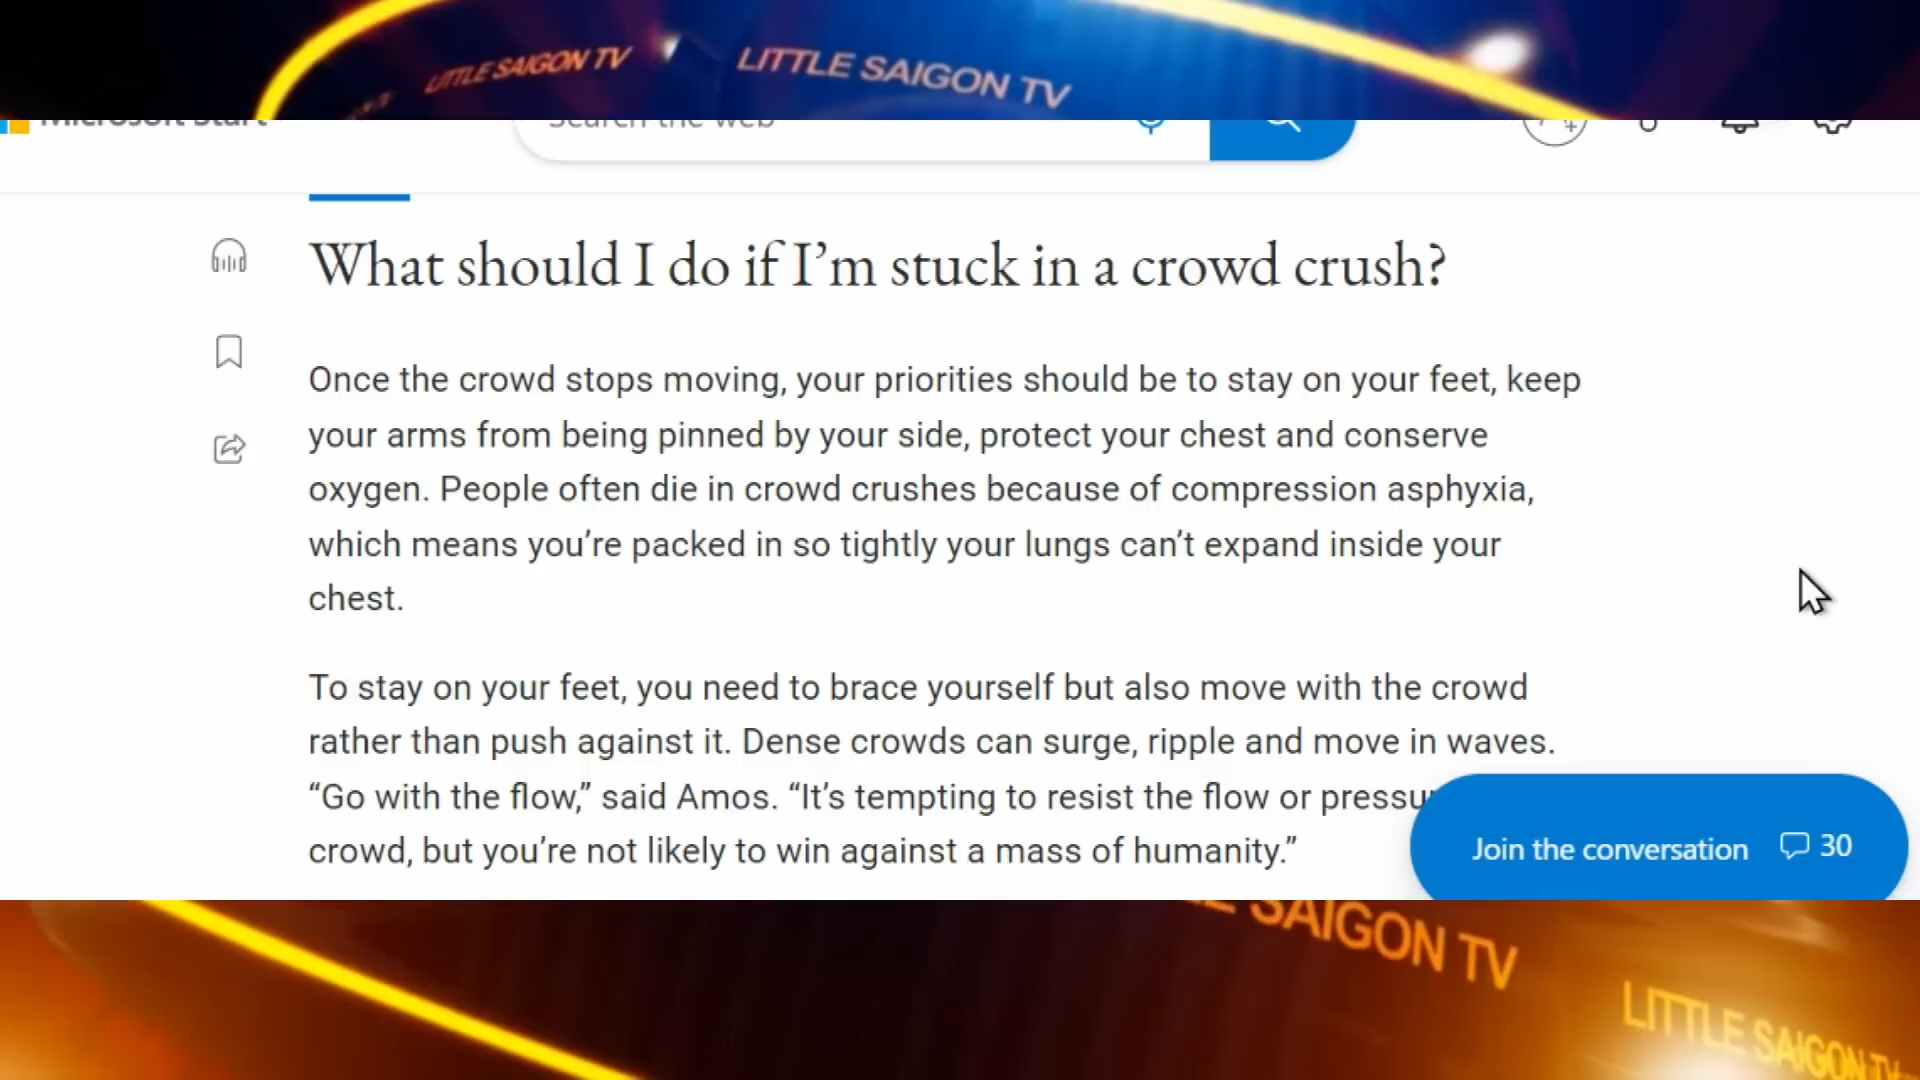 LITTLE SAIGON TV
LITTLE SAIGON TV
Microsoft Start
Search the web
What should I do if I’m stuck in a crowd crush?
Once the crowd stops moving, your priorities should be to stay on your feet, keep
your arms from being pinned by your side, protect your chest and conserve
oxygen. People often die in crowd crushes because of compression asphyxia,
which means you’re packed in so tightly your lungs can’t expand inside your
chest.
To stay on your feet, you need to brace yourself but also move with the crowd
rather than push against it. Dense crowds can surge, ripple and move in waves.
“Go with the flow,” said Amos. “It’s tempting to resist the flow or
crowd, but you’re not likely to win against a mass of humanity.”
Join the conversation 30
SAIGON TV
LITTLE SAIGON TV